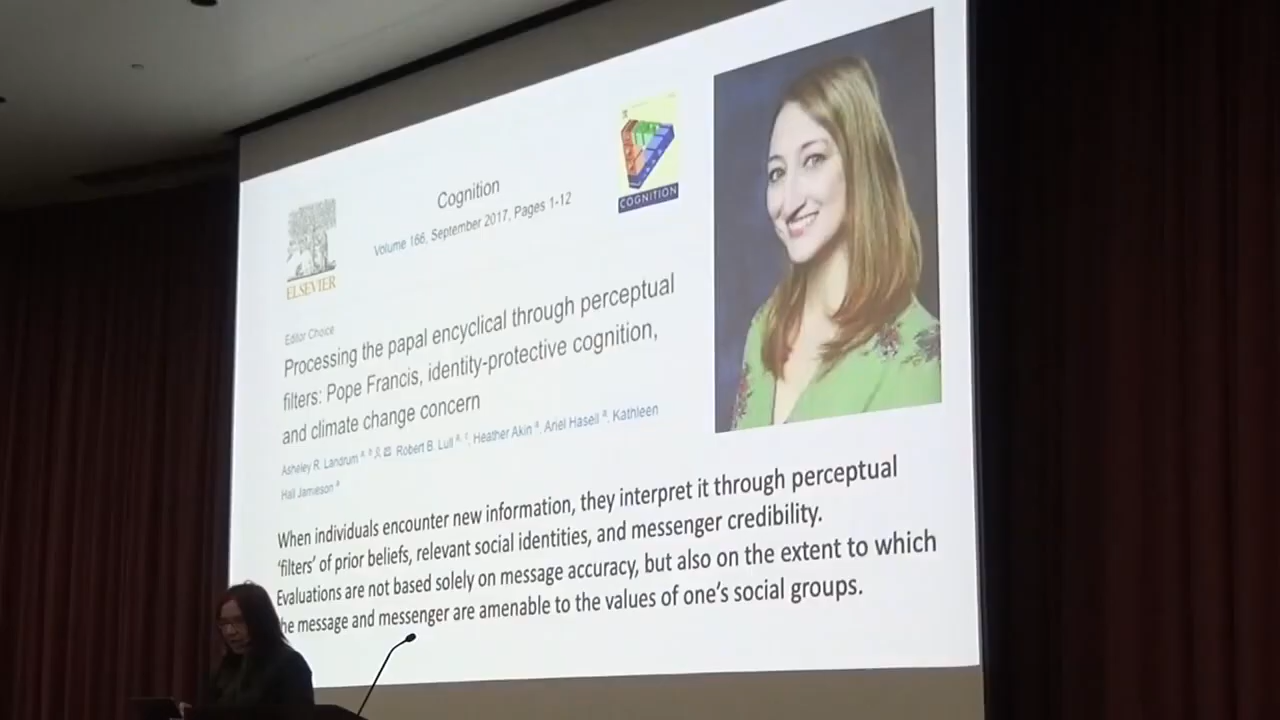 Cognition
Volume 166, September 2017, Pages 1-12
COGNITION
ELSEVIER
Editor Choice
Processing the papal encyclical through perceptual
filters: Pope Francis, identity-protective cognition,
and climate change concern
Asheley R. Landrum a, b, Robert B. Lull a, c, Heather Akin a, Ariel Hasell a, Kathleen
Hall Jamieson a
When individuals encounter new information, they interpret it through perceptual
'filters' of prior beliefs, relevant social identities, and messenger credibility.
Evaluations are not based solely on message accuracy, but also on the extent to which
he message and messenger are amenable to the values of one's social groups.